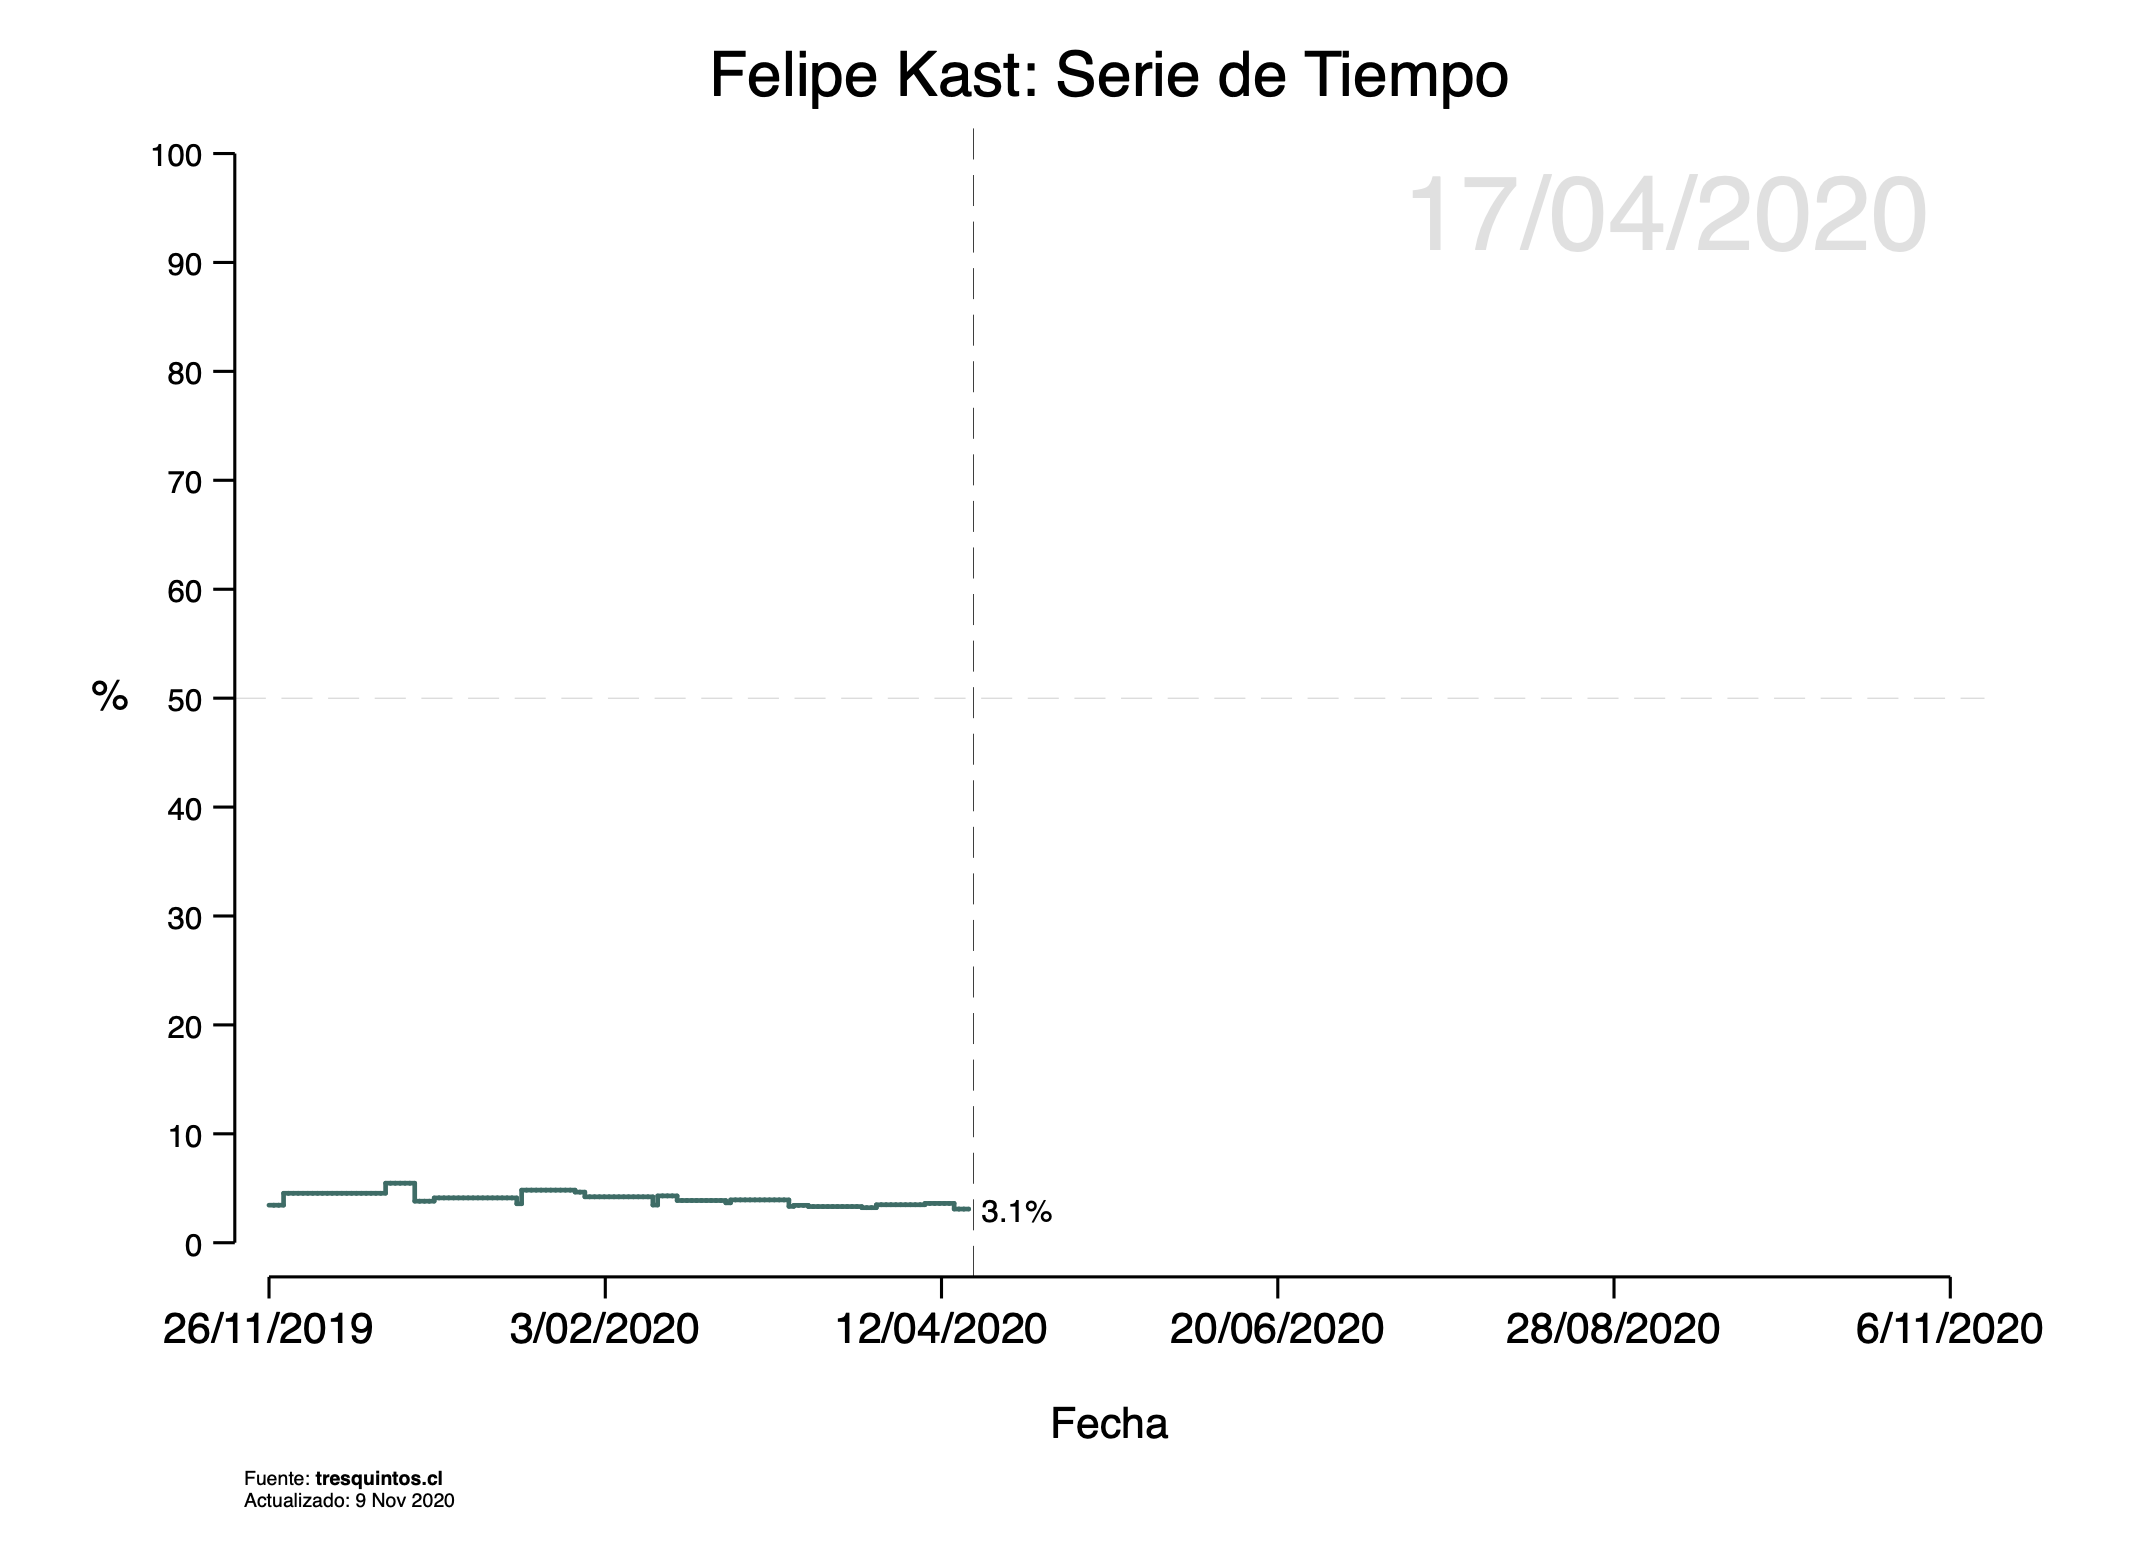 Felipe Kast: Serie de Tiempo
17/04/2020
100
90
80
70
60
%
50
40
30
20
10
0
3.1%
26/11/2019 3/02/2020 12/04/2020 20/06/2020 28/08/2020 6/11/2020
Fecha
Fuente: tresquintos.cl
Actualizado: 9 Nov 2020